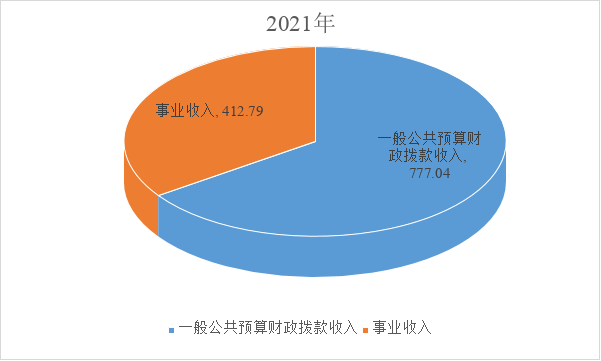 2021年
事业收入, 412.79
一般公共预算财
政拨款收入,
777.04
一般公共预算财政拨款收入 事业收入